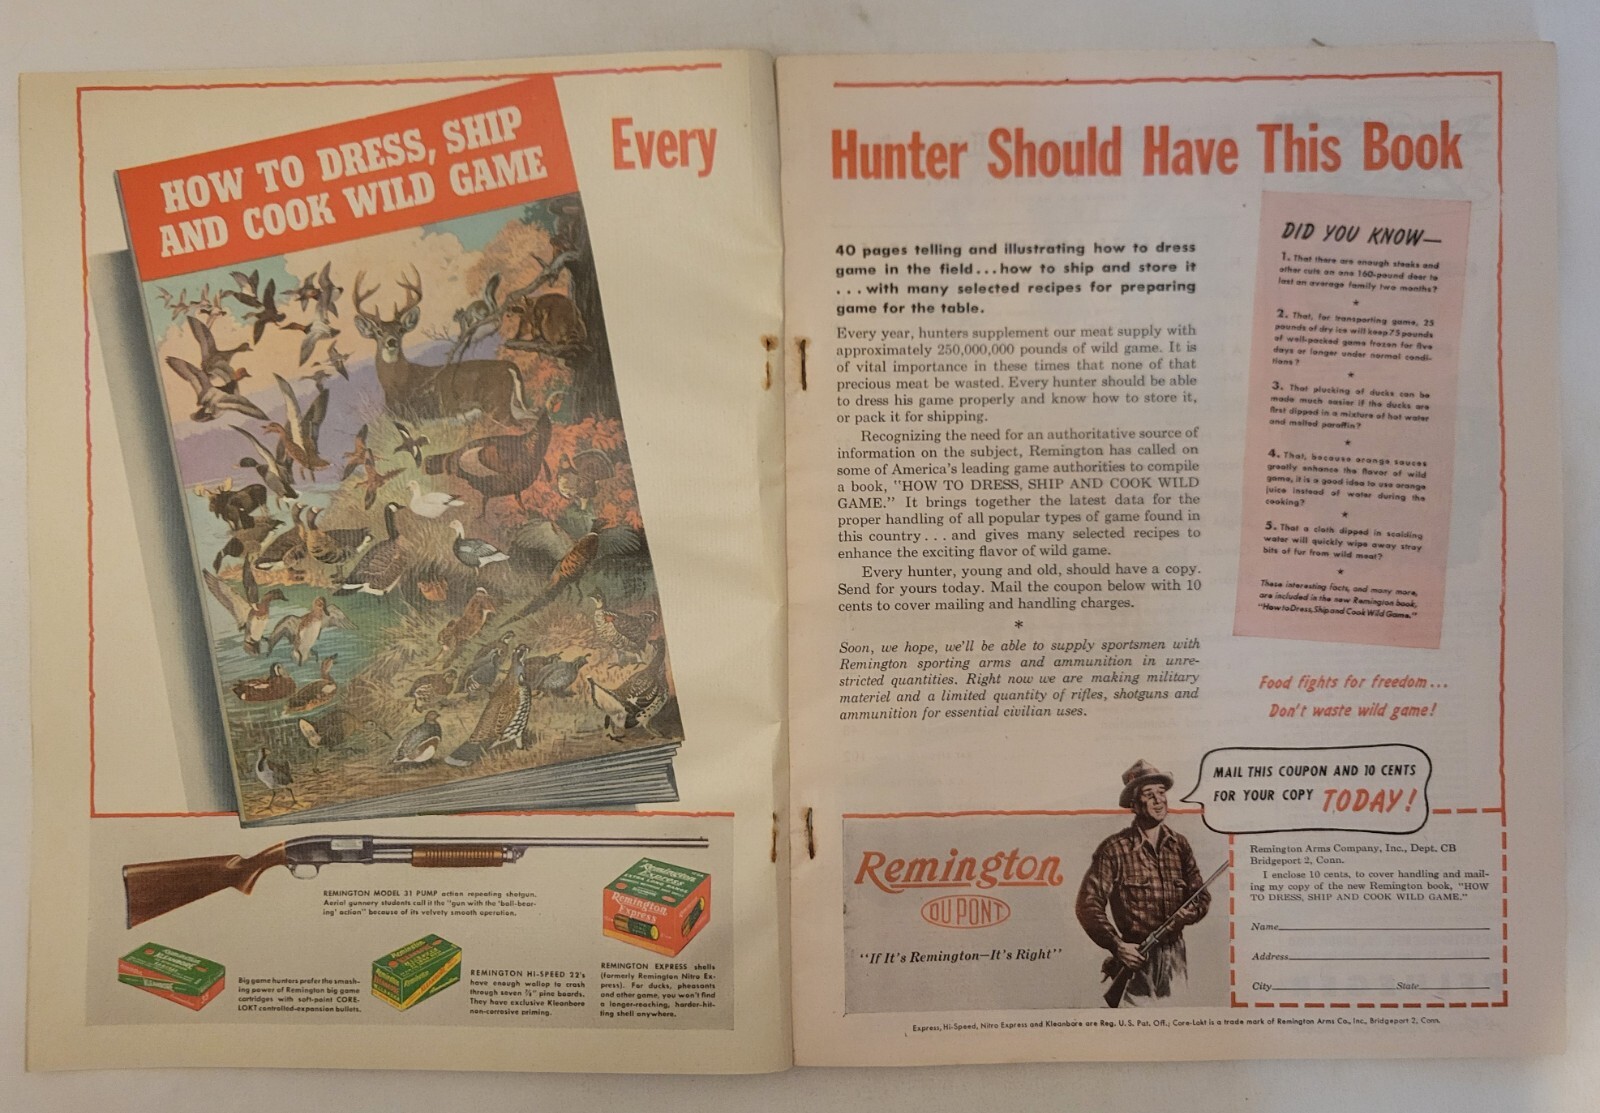 HOW TO DRESS, SHIP
AND COOK WILD GAME
Every
REMINGTON MODEL 31 PUMP action repeating shotgun.
Aerial gunnery students call it the "gun with the 'ball-bear-
ing' action" because of its velvety smooth operation.
Remington
Express
EXTRA LONG RANGE
Remington
Express
Big game hunters prefer the smash-
ing power of Remington big game
cartridges with soft-point CORE-
LOKT controlled-expansion bullets.
REMINGTON HI-SPEED 22's
have enough wallop to crash
through seven ⅞" pine boards.
They have exclusive Kleanbore
non-corrosive priming.
REMINGTON EXPRESS shells
(formerly Remington Nitro Ex-
press). For ducks, pheasants
and other game, you won't find
a longer-reaching, harder-hit-
ting shell anywhere.
Hunter Should Have This Book
40 pages telling and illustrating how to dress
game in the field...how to ship and store it
...with many selected recipes for preparing
game for the table.
Every year, hunters supplement our meat supply with
approximately 250,000,000 pounds of wild game. It is
of vital importance in these times that none of that
precious meat be wasted. Every hunter should be able
to dress his game properly and know how to store it,
or pack it for shipping.
Recognizing the need for an authoritative source of
information on the subject, Remington has called on
some of America's leading game authorities to compile
a book, "HOW TO DRESS, SHIP AND COOK WILD
GAME." It brings together the latest data for the
proper handling of all popular types of game found in
this country...and gives many selected recipes to
enhance the exciting flavor of wild game.
Every hunter, young and old, should have a copy.
Send for yours today. Mail the coupon below with 10
cents to cover mailing and handling charges.
*
Soon, we hope, we'll be able to supply sportsmen with
Remington sporting arms and ammunition in unre-
stricted quantities. Right now we are making military
materiel and a limited quantity of rifles, shotguns and
ammunition for essential civilian uses.
DID YOU KNOW—
1. That there are enough steaks and
other cuts on one 160-pound deer to
last an average family two months?
*
2. That, for transporting game, 25
pounds of dry ice will keep 75 pounds
of well-packed game frozen for five
days or longer under normal condi-
tions?
*
3. That plucking of ducks can be
made much easier if the ducks are
first dipped in a mixture of hot water
and melted paraffin?
*
4. That, because orange sauces
greatly enhance the flavor of wild
game, it is a good idea to use orange
juice instead of water during the
cooking?
*
5. That a cloth dipped in scalding
water will quickly wipe away stray
bits of fur from wild meat?
*
These interesting facts, and many more,
are included in the new Remington book,
"How to Dress, Ship and Cook Wild Game."
Food fights for freedom...
Don't waste wild game!
MAIL THIS COUPON AND 10 CENTS
FOR YOUR COPY TODAY!
Remington
DU PONT
"If It's Remington—It's Right"
Remington Arms Company, Inc., Dept. CB
Bridgeport 2, Conn.
I enclose 10 cents, to cover handling and mail-
ing my copy of the new Remington book, "HOW
TO DRESS, SHIP AND COOK WILD GAME."
Name
Address
City State
Express, Hi-Speed, Nitro Express and Kleanbore are Reg. U.S. Pat. Off.; Core-Lokt is a trade mark of Remington Arms Co., Inc., Bridgeport 2, Conn.